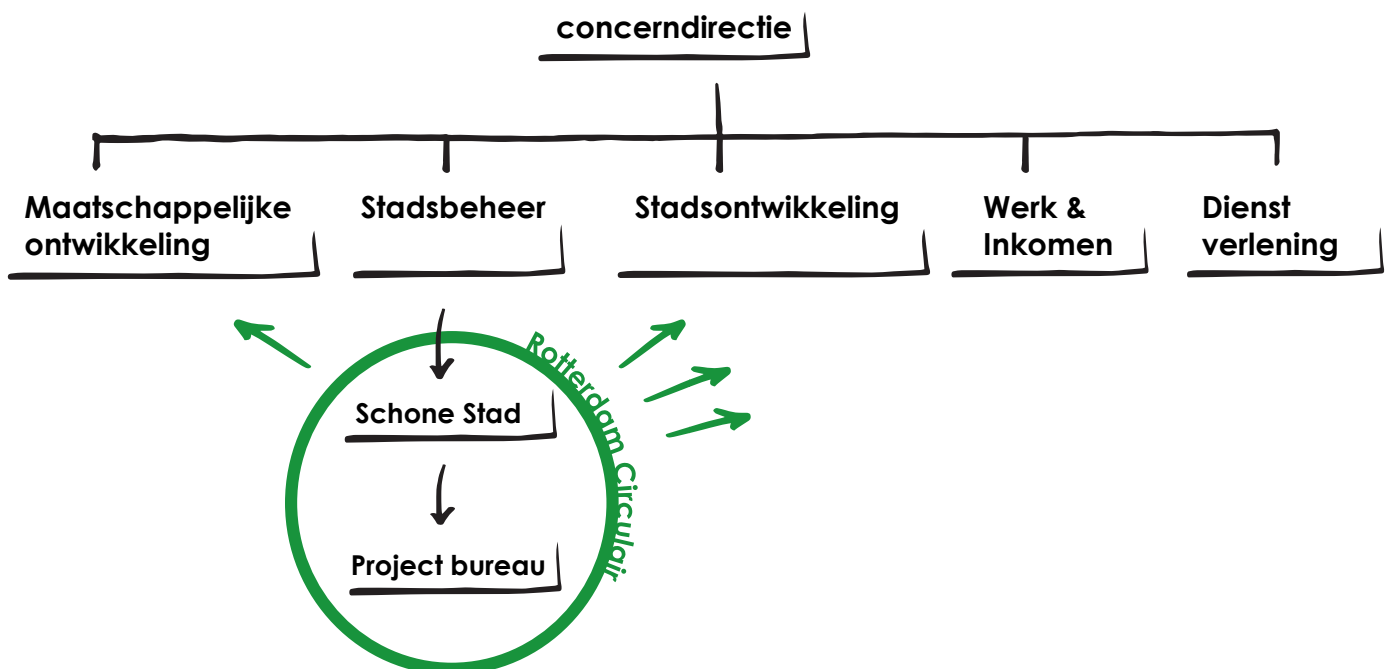 concerndirectie
Maatschappelijke
ontwikkeling
Stadsbeheer
Stadsontwikkeling
Werk &
Inkomen
Dienst
verlening
Rotterdam Circulair
Schone Stad
Project bureau